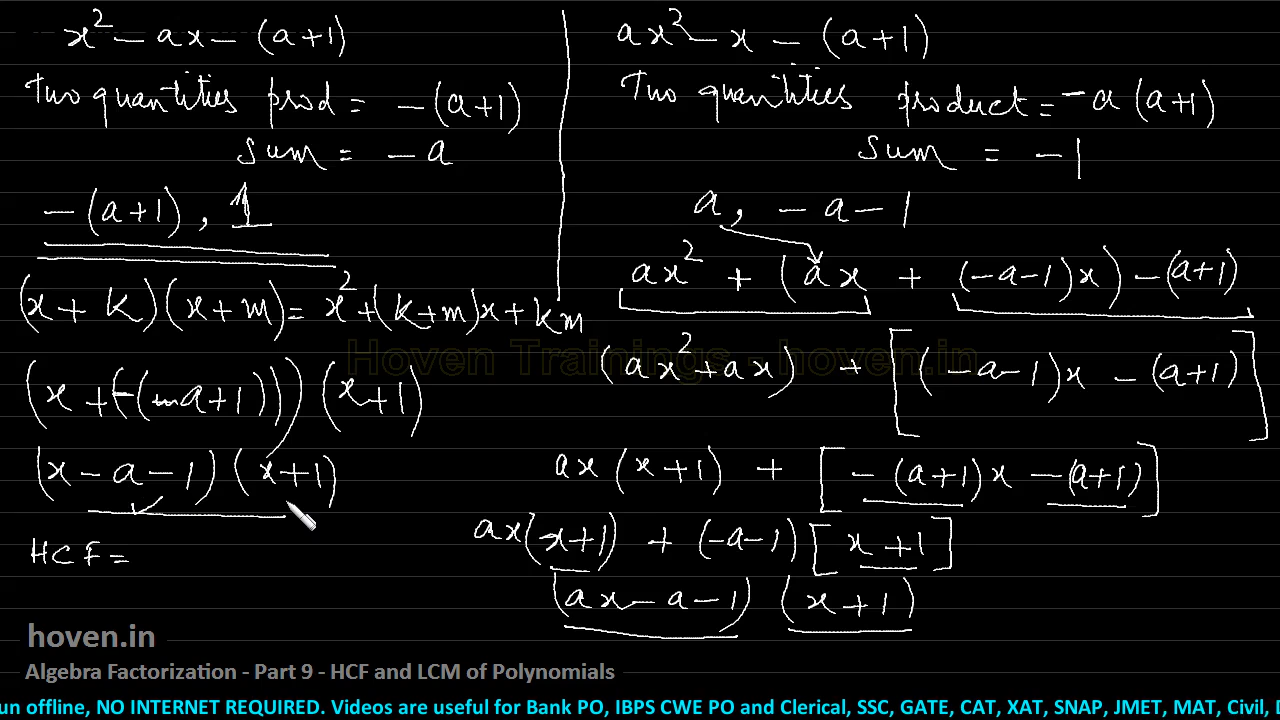 x² - ax - (a+1)
Two quantities prod = -(a+1)
Sum = -a
-(a+1), 1
(x + k)(x+m) = x² + (k+m)x + km
(x + (-(a+1)))(x+1)
(x - a - 1)(x+1)
HCF =
ax² - x - (a+1)
Two quantities product = -a(a+1)
Sum = -1
a, -a-1
ax² + (ax + (-a-1)x) - (a+1)
(ax² + ax) + [(-a-1)x - (a+1)]
ax(x+1) + [-(a+1)x - (a+1)]
ax(x+1) + (-a-1)[x+1]
(ax - a - 1)(x+1)
Hoven Trainings - hoven.in
hoven.in
Algebra Factorization - Part 9 - HCF and LCM of Polynomials
un offline, NO INTERNET REQUIRED. Videos are useful for Bank PO, IBPS CWE PO and Clerical, SSC, GATE, CAT, XAT, SNAP, JMET, MAT, Civil,